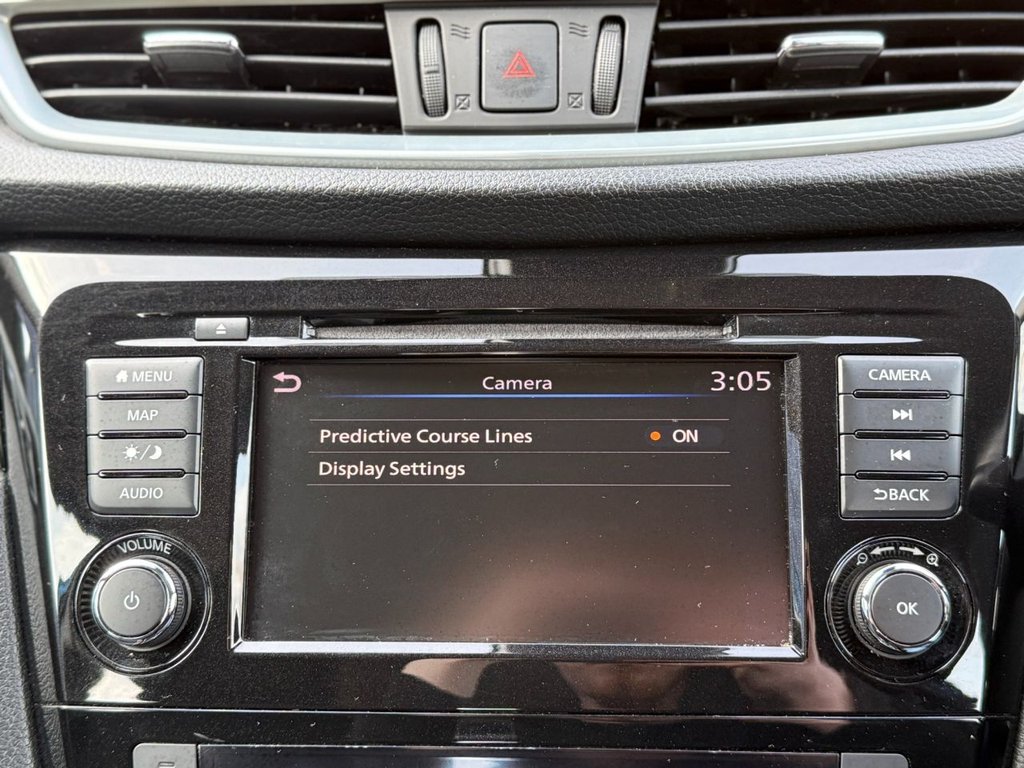 MENU
MAP
AUDIO
VOLUME
Camera
3:05
Predictive Course Lines ON
Display Settings
CAMERA
BACK
OK